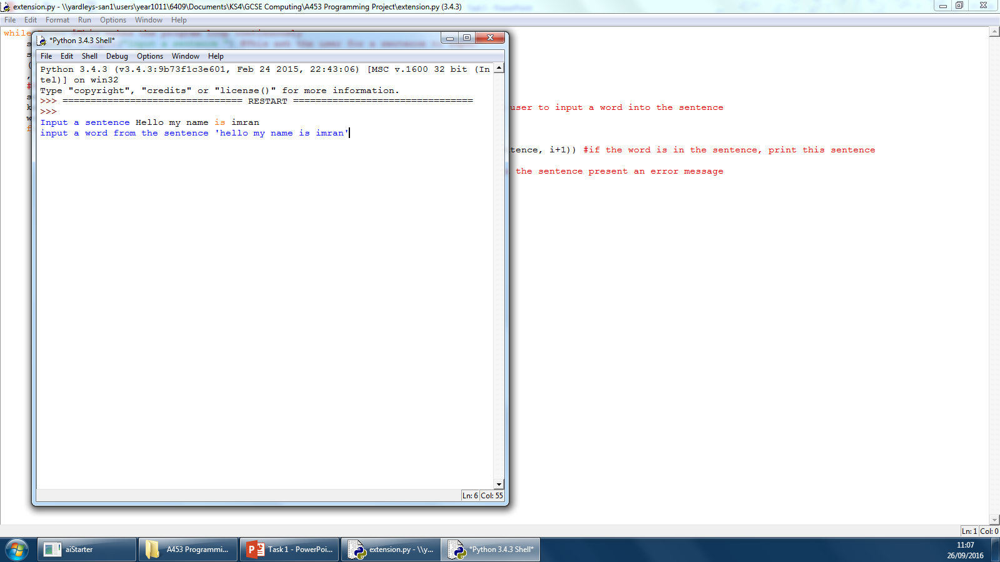 extension.py - \\yardleys-san1\users\year1011\6409\Documents\KS4\GCSE Computing\A453 Programming Project\extension.py (3.4.3)
File Edit Format Run Options Window Help
while
*Python 3.4.3 Shell*
File Edit Shell Debug Options Window Help
Python 3.4.3 (v3.4.3:9b73f1c3e601, Feb 24 2015, 22:43:06) [MSC v.1600 32 bit (In
tel)] on win32
Type "copyright", "credits" or "license()" for more information.
>>> ================================ RESTART ================================
>>>
Input a sentence Hello my name is imran
input a word from the sentence 'hello my name is imran'
user to input a word into the sentence
tence, i+1)) #if the word is in the sentence, print this sentence
the sentence present an error message
Ln: 6 Col: 55
Ln: 1 Col: 0
aiStarter
A453 Programmi...
Task 1 - PowerPoi...
extension.py - \\y...
*Python 3.4.3 Shell*
11:07
26/09/2016